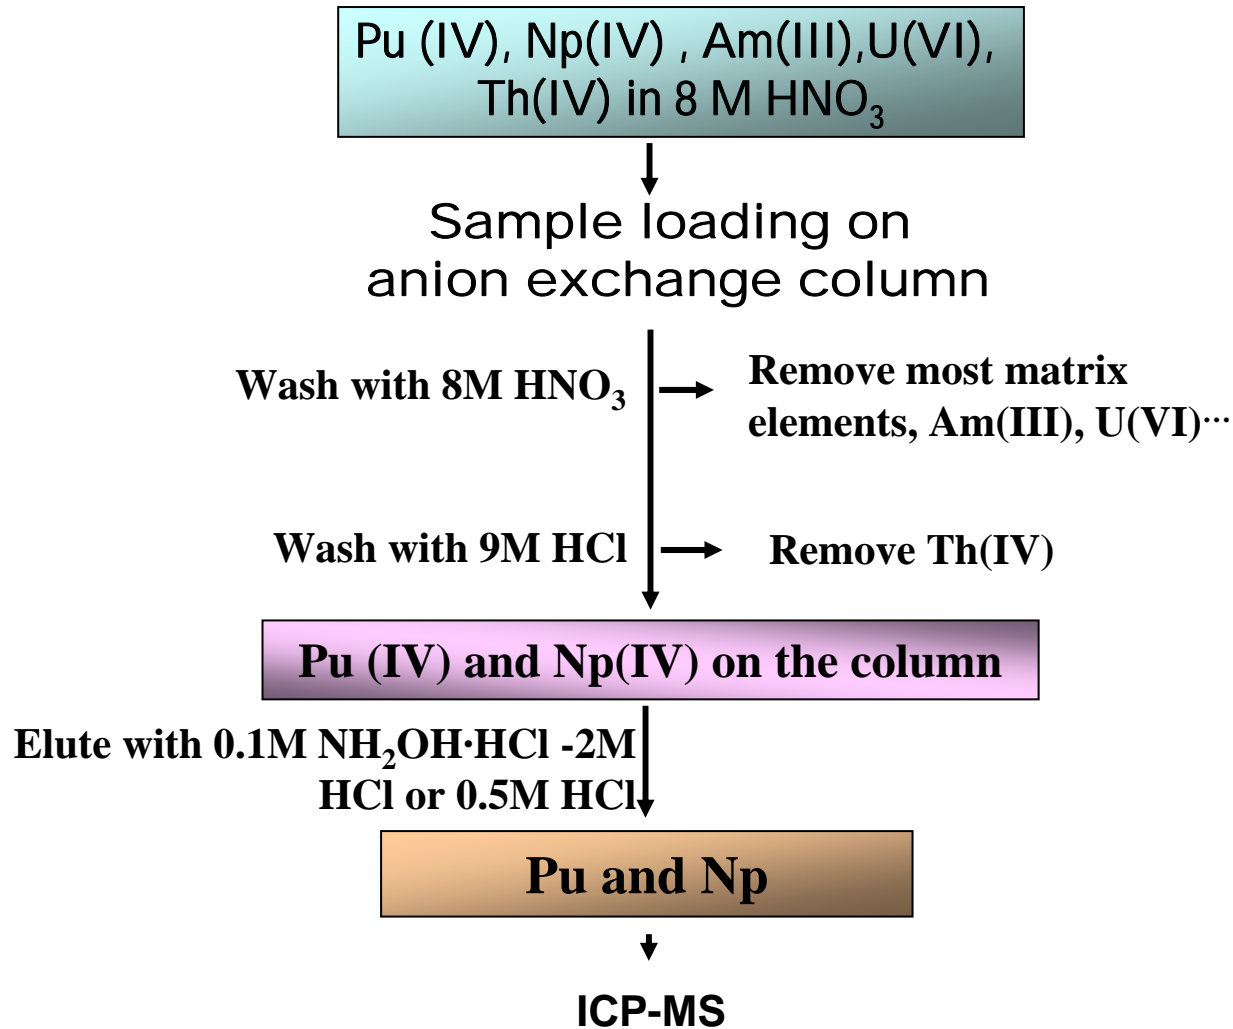 Pu (IV), Np(IV) , Am(III),U(VI),
Th(IV) in 8 M HNO₃
Sample loading on
anion exchange column
Wash with 8M HNO₃
Remove most matrix
elements, Am(III), U(VI)···
Wash with 9M HCl
Remove Th(IV)
Pu (IV) and Np(IV) on the column
Elute with 0.1M NH₂OH·HCl -2M
HCl or 0.5M HCl
Pu and Np
ICP-MS